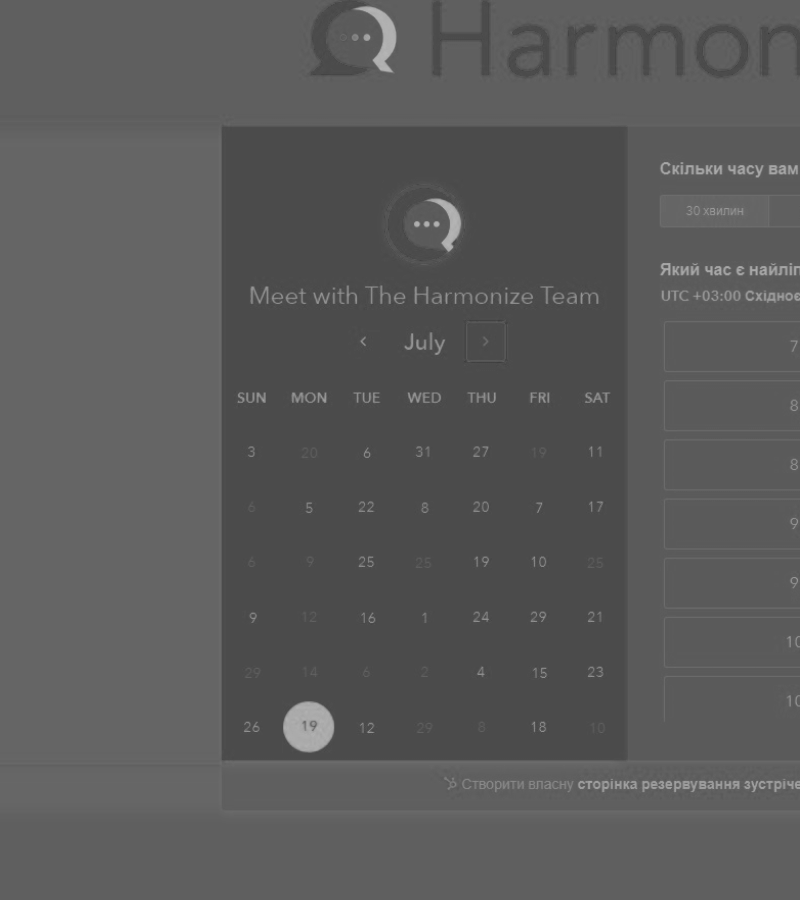 Harmon
Meet with The Harmonize Team
July
SUN MON TUE WED THU FRI SAT
3 20 6 31 27 19 11
6 5 22 8 20 7 17
6 9 25 25 19 10 25
9 12 16 1 24 29 21
29 14 6 2 4 15 23
26 19 12 29 8 18 10
Скільки часу вам
30 хвилин
Який час є найліп
UTC +03:00 Східноє
7
8
8
9
9
10
10
Створити власну сторінка резервування зустріче